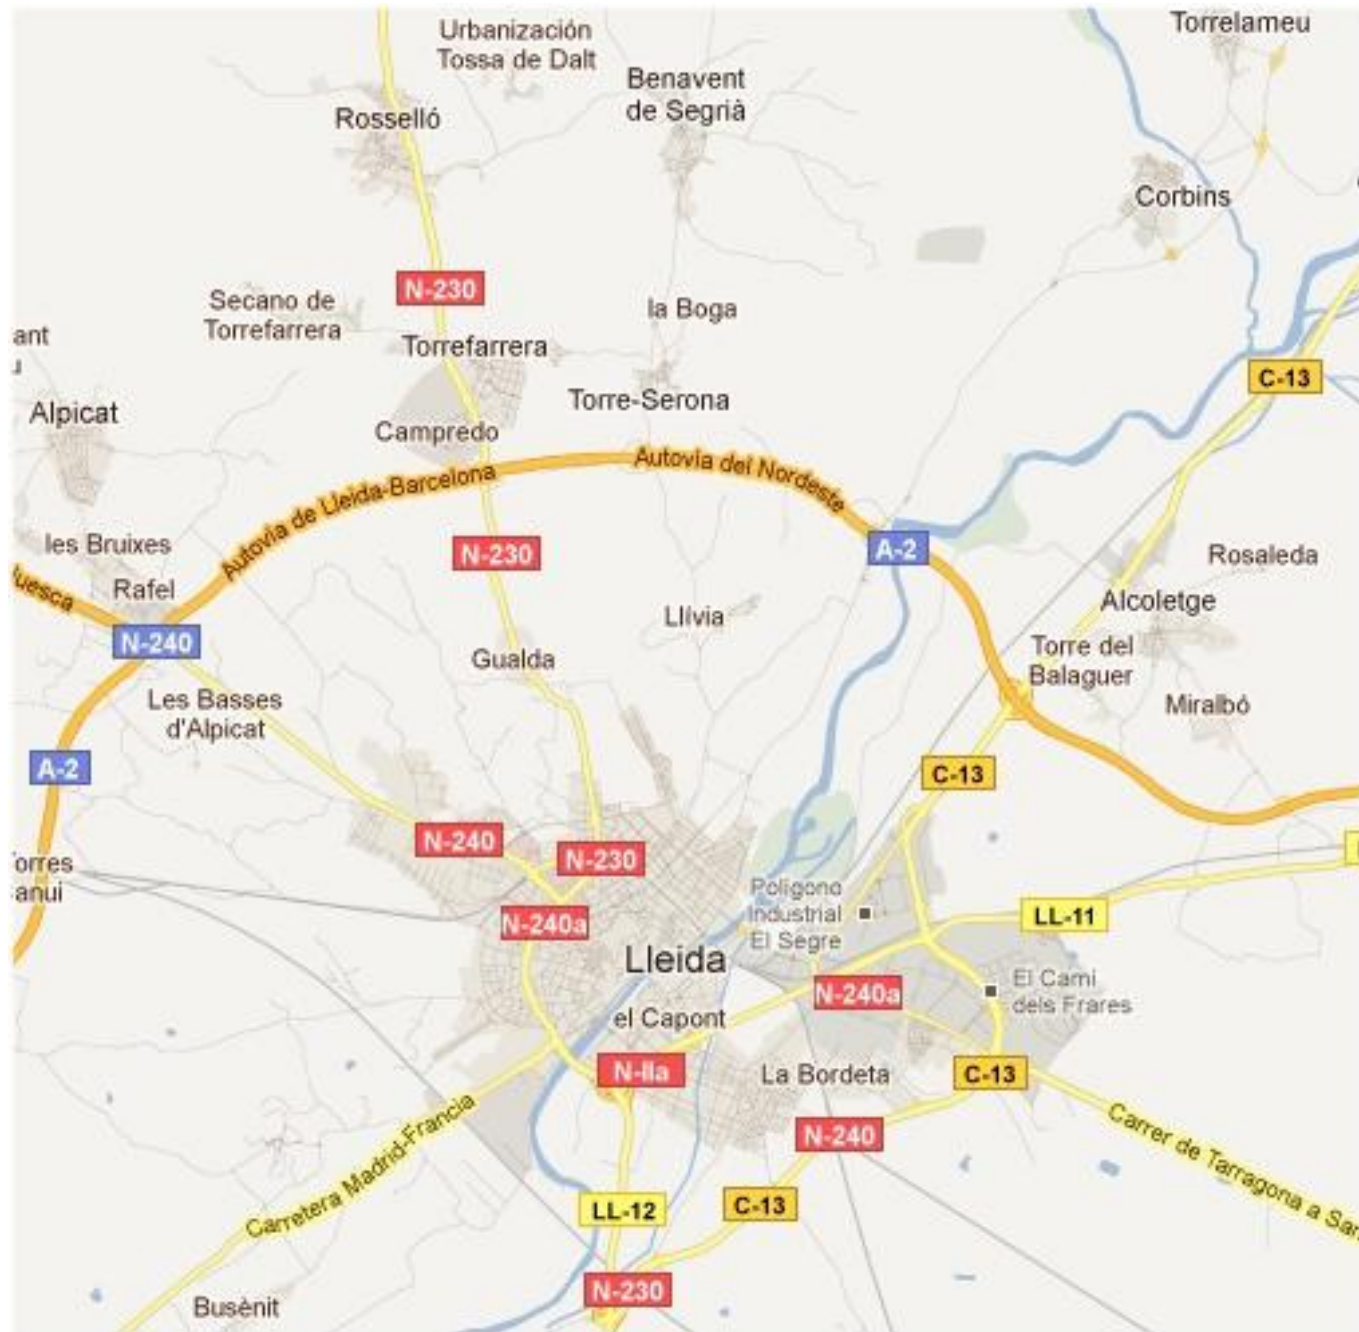 Urbanización
Tossa de Dalt
Torrelameu
Benavent
de Segrià
Rosselló
Corbins
N-230
Secano de
Torrefarrera
la Boga
ant
Torrefarrera
C-13
Alpicat
Torre-Serona
Campredo
Autovía de Lleida-Barcelona
Autovía del Nordeste
les Bruixes
N-230
A-2
Rosaleda
uesca
Rafel
Alcoletge
Llívia
N-240
Gualda
Torre del
Balaguer
Les Basses
d'Alpicat
Miralbó
A-2
C-13
N-240
N-230
orres
anui
Polígono
Industrial
El Segre
N-240a
LL-11
Lleida
N-240a
El Camí
dels Frares
el Capont
N-IIa
La Bordeta
C-13
Carretera Madrid-Francia
N-240
Carrer de Tarragona a San
LL-12
C-13
N-230
Busènit